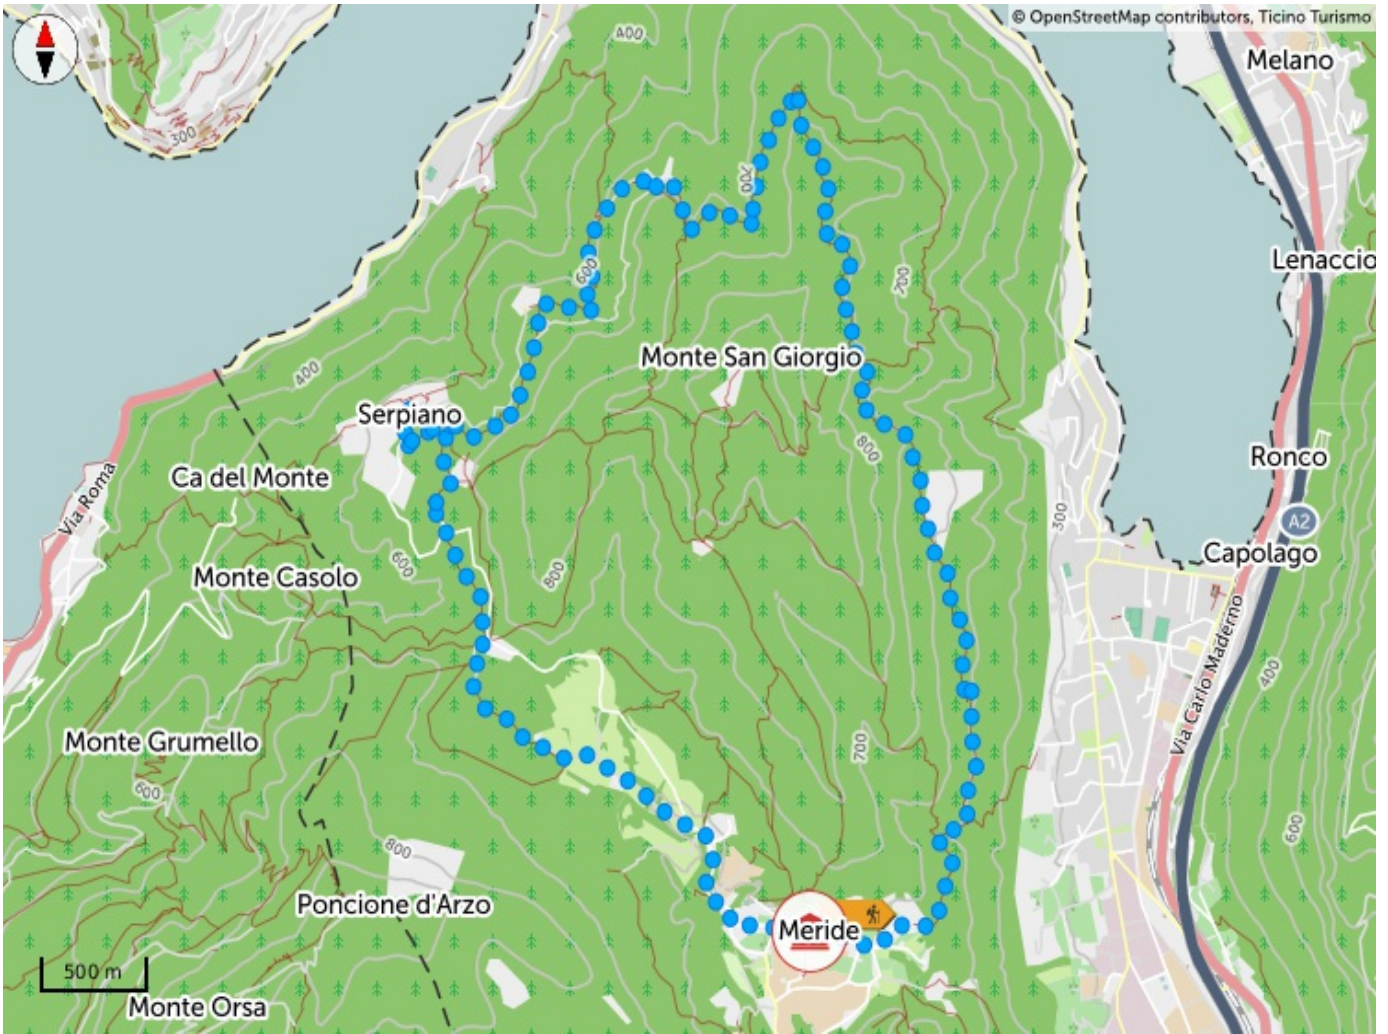 © OpenStreetMap contributors, Ticino Turismo
400
Melano
300
700
Lenaccio
600
700
Monte San Giorgio
400
Serpiano
800
Ronco
Ca del Monte
Via Roma
300
A2
Capolago
600
800
Monte Casolo
Via Carlo Maderno
400
Monte Grumello
700
600
600
800
Poncione d'Arzo
Meride
500 m
Monte Orsa